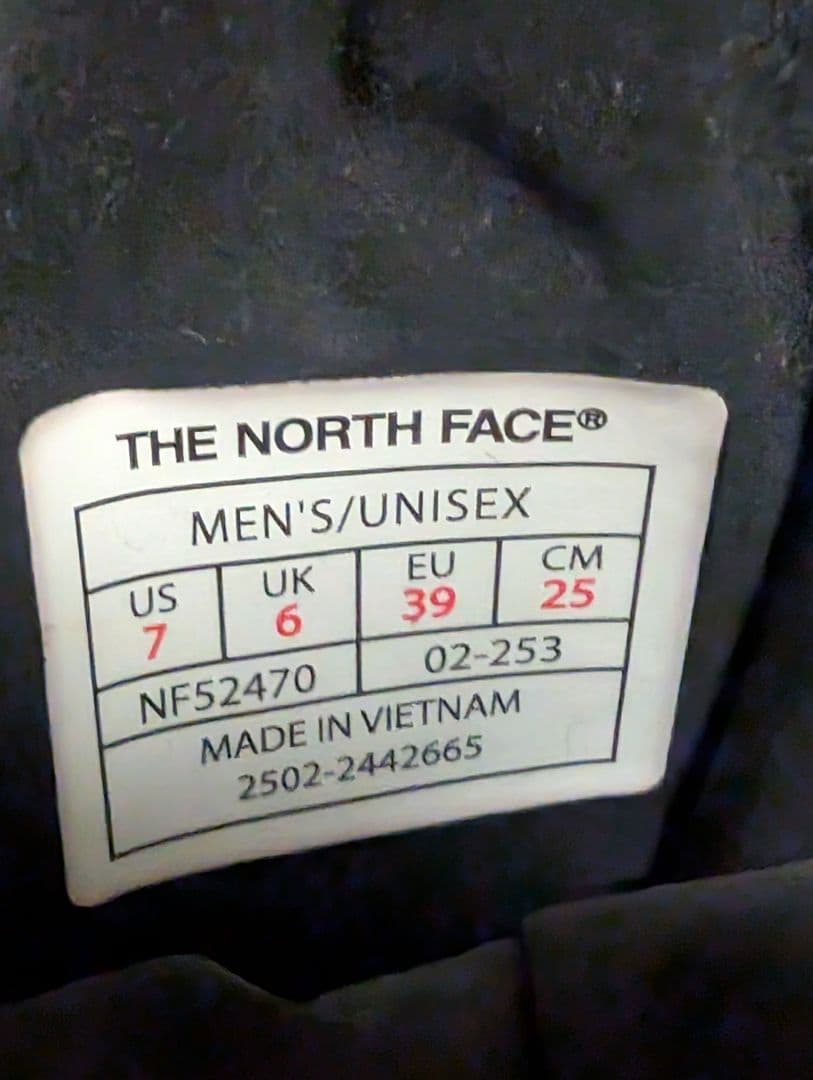 THE NORTH FACE®
MEN'S/UNISEX
US UK EU CM
7 6 39 25
NF52470 02-253
MADE IN VIETNAM
2502-2442665